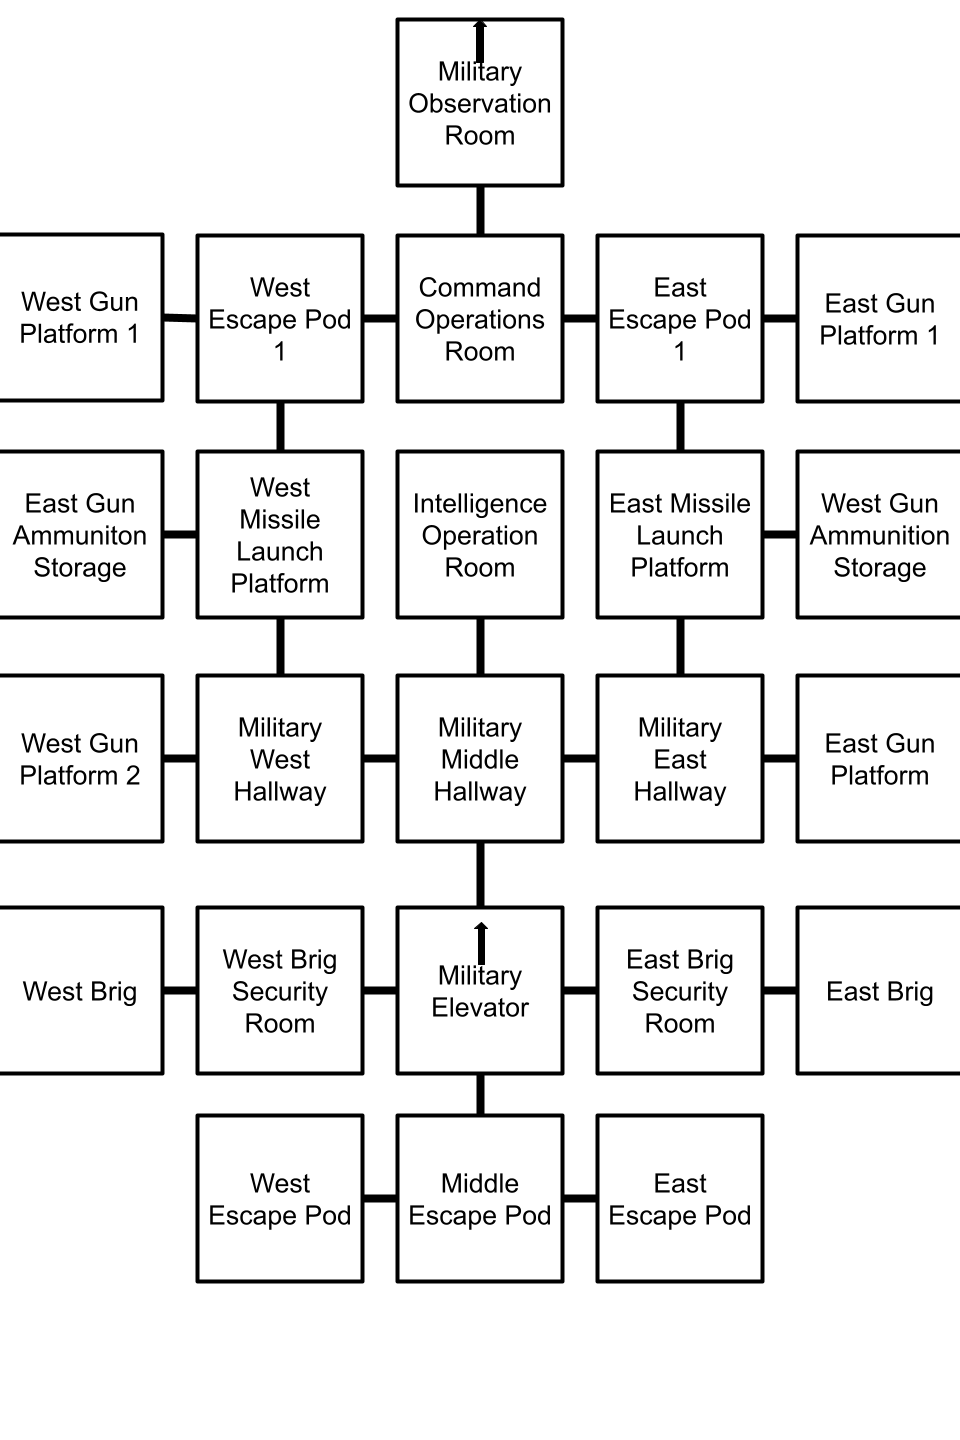 Military
Observation
Room
West Gun
Platform 1
West
Escape Pod
1
Command
Operations
Room
East
Escape Pod
1
East Gun
Platform 1
East Gun
Ammuniton
Storage
West
Missile
Launch
Platform
Intelligence
Operation
Room
East Missile
Launch
Platform
West Gun
Ammunition
Storage
West Gun
Platform 2
Military
West
Hallway
Military
Middle
Hallway
Military
East
Hallway
East Gun
Platform
West Brig
West Brig
Security
Room
Military
Elevator
East Brig
Security
Room
East Brig
West
Escape Pod
Middle
Escape Pod
East
Escape Pod